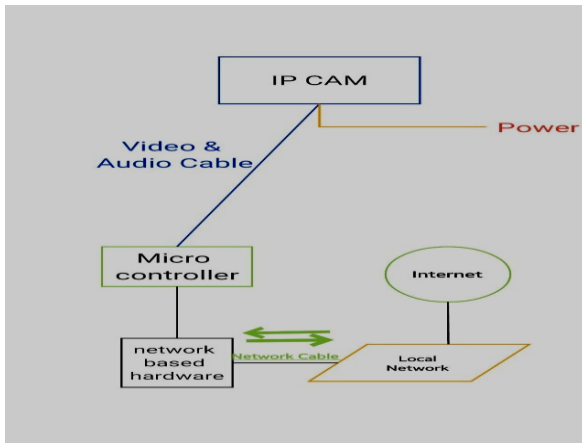 IP CAM
Power
Video &
Audio Cable
Micro
controller
Internet
network
based
hardware
Network Cable
Local
Network